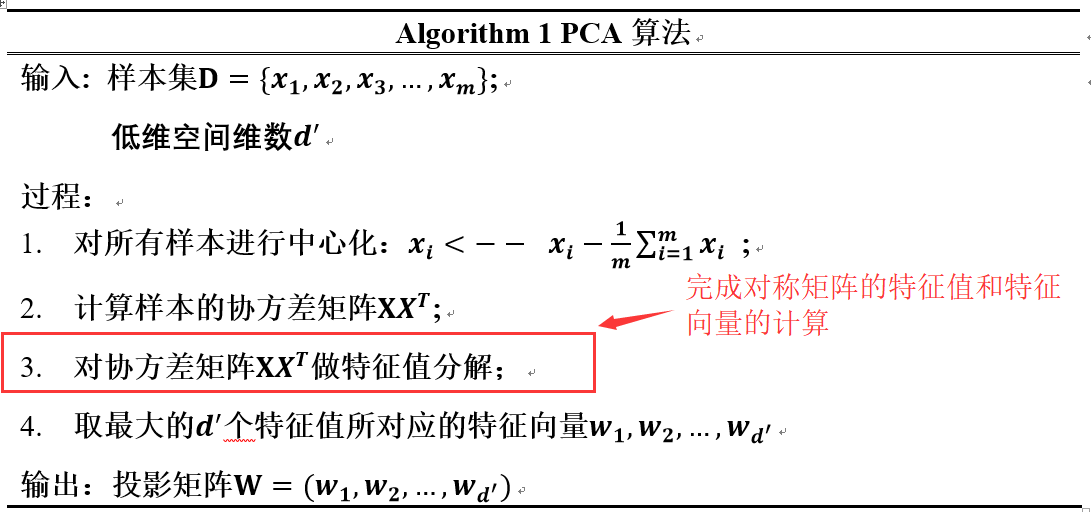 Algorithm 1 PCA 算法
输入: 样本集D = {x₁, x₂, x₃, … , xₘ};
低维空间维数d′
过程：
1. 对所有样本进行中心化：xᵢ < −− xᵢ − 1/m ∑ᵢ₌₁ᵐ xᵢ ;
2. 计算样本的协方差矩阵XXᵀ；
完成对称矩阵的特征值和特征
向量的计算
3. 对协方差矩阵XXᵀ做特征值分解；
4. 取最大的d′个特征值所对应的特征向量w₁, w₂, … , w_d′
输出：投影矩阵W = (w₁, w₂, … , w_d′)